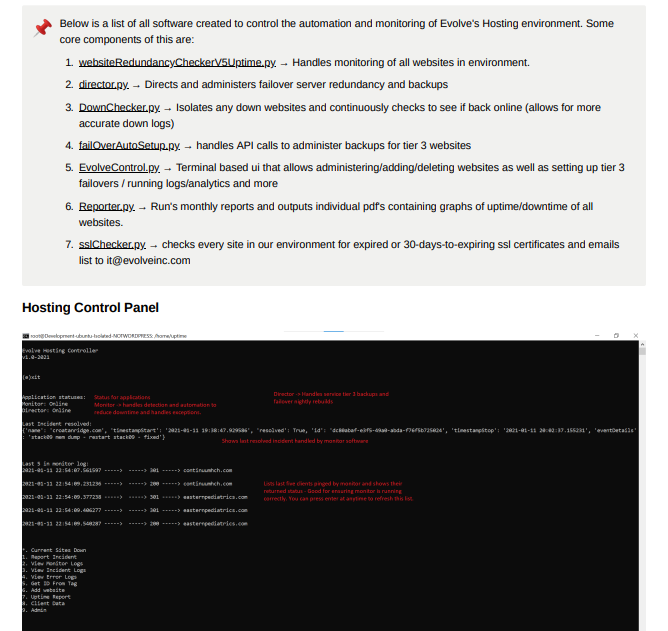 Below is a list of all software created to control the automation and monitoring of Evolve's Hosting environment. Some
core components of this are:
1. websiteRedundancyCheckerV5Uptime.py → Handles monitoring of all websites in environment.
2. director.py → Directs and administers failover server redundancy and backups
3. DownChecker.py → Isolates any down websites and continuously checks to see if back online (allows for more
accurate down logs)
4. failOverAutoSetup.py → handles API calls to administer backups for tier 3 websites
5. EvolveControl.py → Terminal based ui that allows administering/adding/deleting websites as well as setting up tier 3
failovers / running logs/analytics and more
6. Reporter.py → Run's monthly reports and outputs individual pdf's containing graphs of uptime/downtime of all
websites.
7. sslChecker.py → checks every site in our environment for expired or 30-days-to-expiring ssl certificates and emails
list to it@evolveinc.com
Hosting Control Panel
root@Development-ubuntu-isolated-NOTWORDPRESS: /home/uptime
Evolve Hosting Controller
v1.0-2021
(e)xit
Application statuses: Status for applications
Monitor: Online Monitor -> handles detection and automation to
Director: Online reduce downtime and handles exceptions.
Director -> Handles service tier 3 backups and
failover nightly rebuilds
Last Incident resolved:
{'name': 'croatanridge.com', 'timestampStart': '2021-01-11 19:38:47.929586', 'resolved': True, 'id': 'dc80abaf-e3f5-49a0-abda-f76f5b725024', 'timestampStop': '2021-01-11 20:02:37.155231', 'eventDetails'
: 'stack09 mem dump - restart stack09 - fixed'}
Shows last resolved incident handled by monitor software
Last 5 in monitor log:
2021-01-11 22:54:07.561597 -----> -----> 301 -----> continuumhch.com
2021-01-11 22:54:09.231236 -----> -----> 200 -----> continuumhch.com
2021-01-11 22:54:09.377238 -----> -----> 301 -----> easternpediatrics.com
2021-01-11 22:54:09.406277 -----> -----> 301 -----> easternpediatrics.com
2021-01-11 22:54:09.540287 -----> -----> 200 -----> easternpediatrics.com
Lists last five clients pinged by monitor and shows their
returned status - Good for ensuring monitor is running
correctly. You can press enter at anytime to refresh this list.
*. Current Sites Down
1. Report Incident
2. View Monitor Logs
3. View Incident Logs
4. View Error Logs
5. Get ID From Tag
6. Add website
7. Uptime Report
8. Client Data
9. Admin